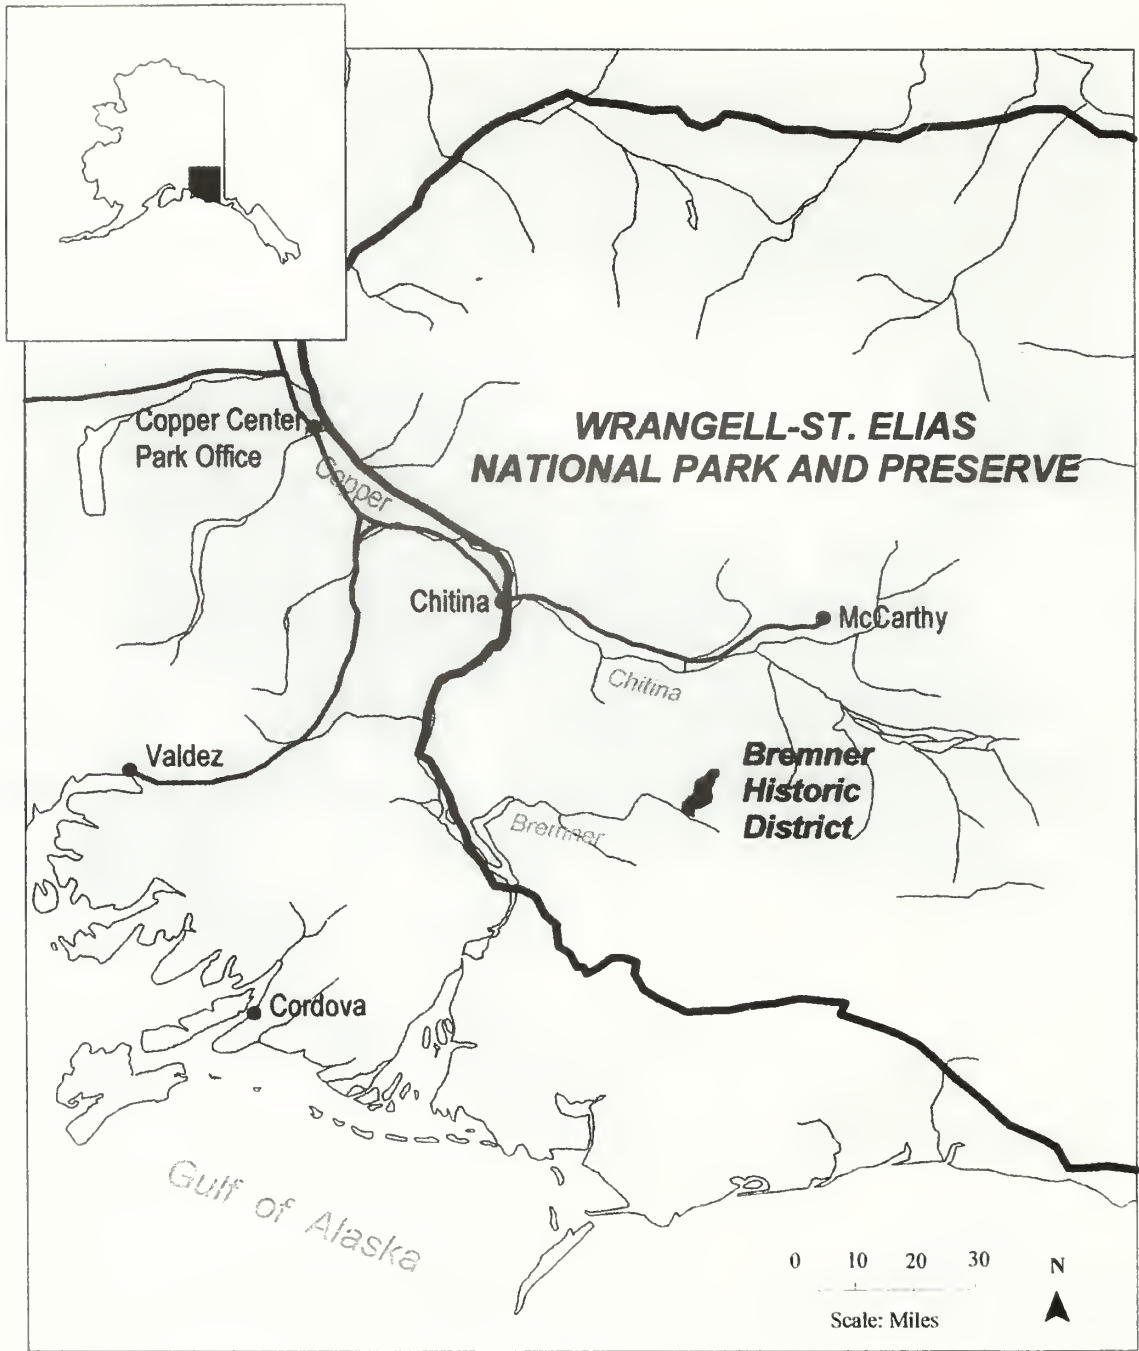 WRANGELL-ST. ELIAS
NATIONAL PARK AND PRESERVE
Copper Center
Park Office
Copper
Chitina
McCarthy
Chitina
Valdez
Bremner
Historic
District
Bremner
Cordova
Gulf of Alaska
0 10 20 30
N
Scale: Miles